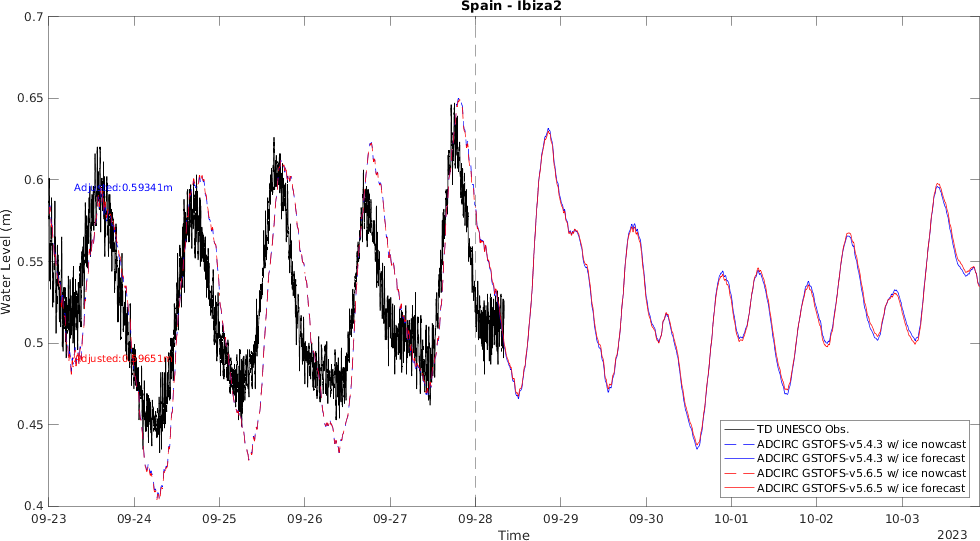 Spain - Ibiza2
0.7
0.65
0.6
0.55
0.5
0.45
0.4
Water Level (m)
Adjusted:0.59341m
Adjusted:0.49651m
TD UNESCO Obs.
ADCIRC GSTOFS-v5.4.3 w/ ice nowcast
ADCIRC GSTOFS-v5.4.3 w/ ice forecast
ADCIRC GSTOFS-v5.6.5 w/ ice nowcast
ADCIRC GSTOFS-v5.6.5 w/ ice forecast
09-23 09-24 09-25 09-26 09-27 09-28 09-29 09-30 10-01 10-02 10-03
Time
2023